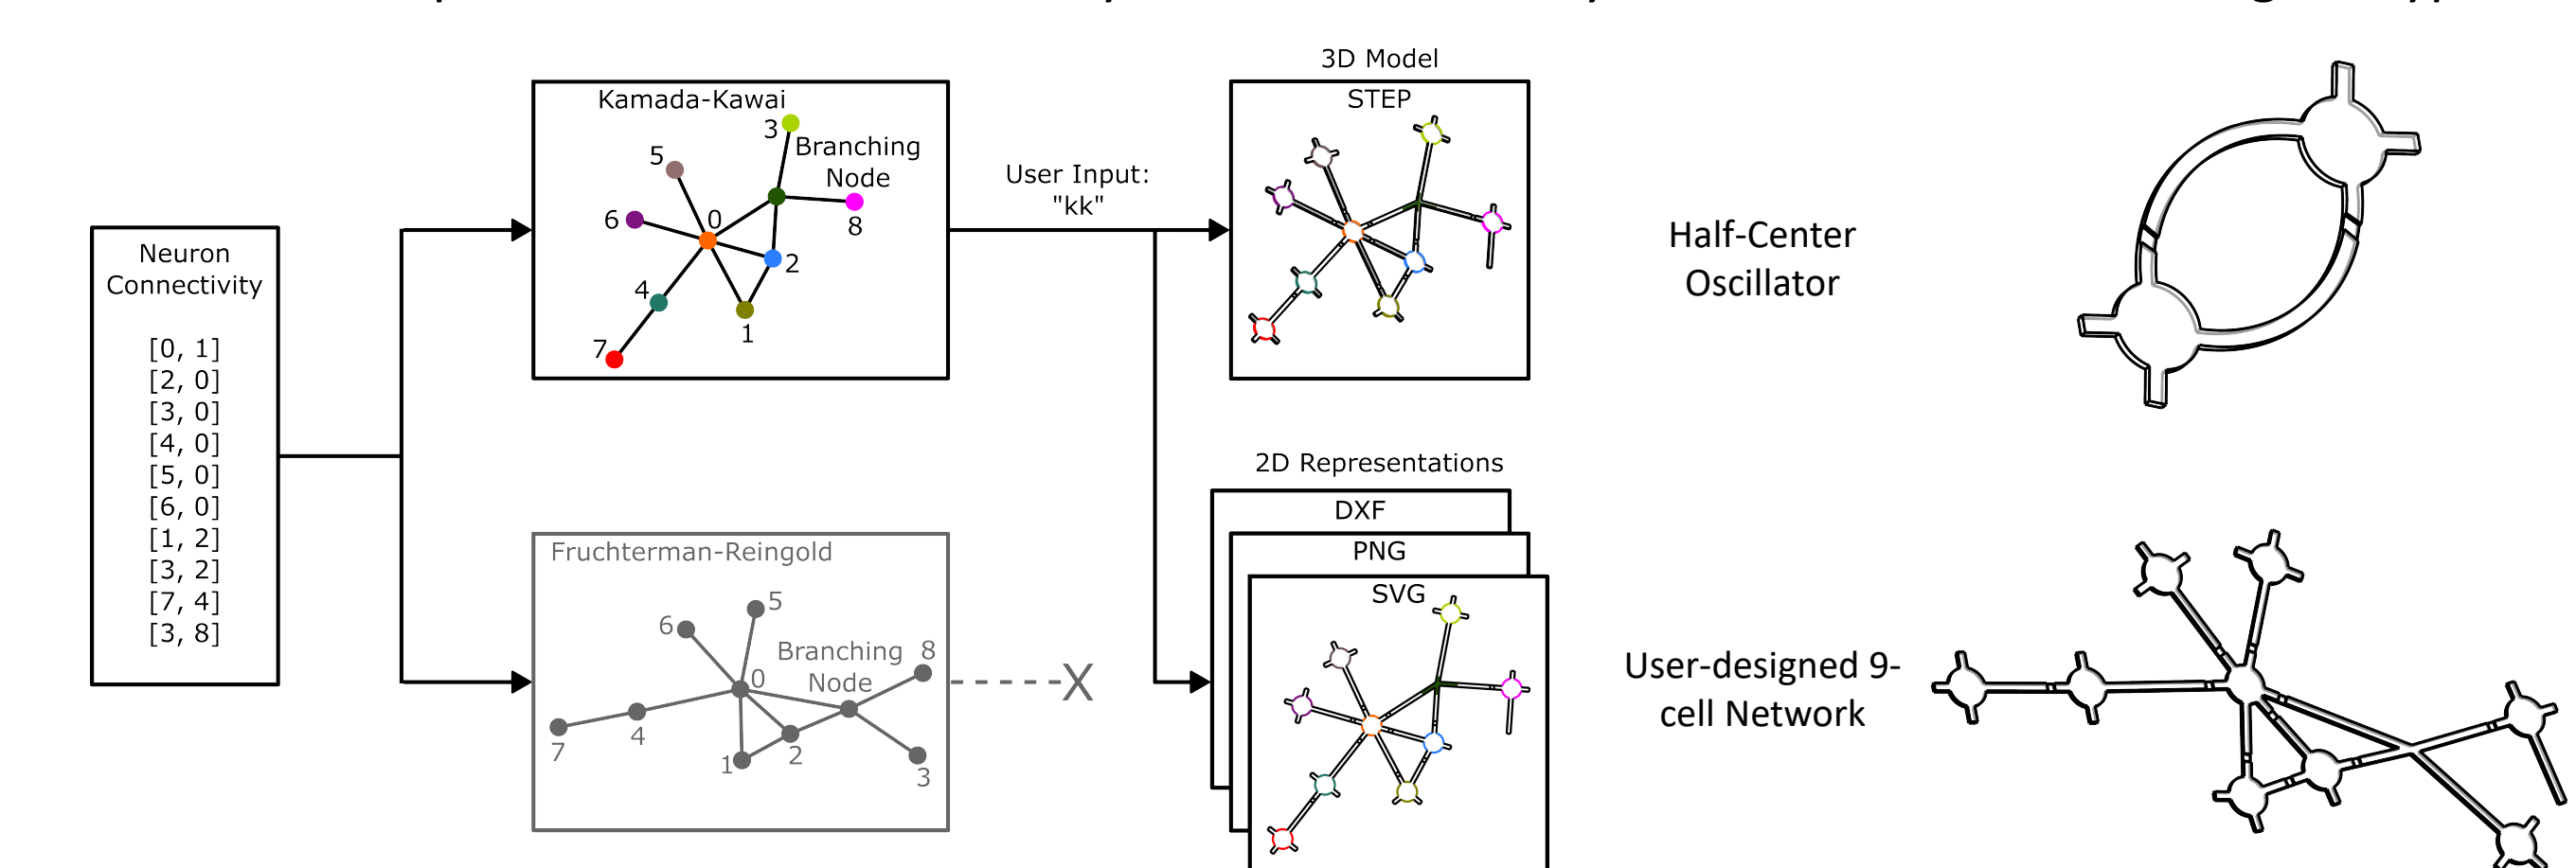 3D Model
STEP
Kamada-Kawai
3
Branching
Node
5
6
0
8
2
4
1
7
User Input:
"kk"
Neuron
Connectivity
[0, 1]
[2, 0]
[3, 0]
[4, 0]
[5, 0]
[6, 0]
[1, 2]
[3, 2]
[7, 4]
[3, 8]
Half-Center
Oscillator
2D Representations
DXF
PNG
SVG
Fruchterman-Reingold
5
6
Branching
Node
8
0
7
4
1
2
3
X
User-designed 9-
cell Network